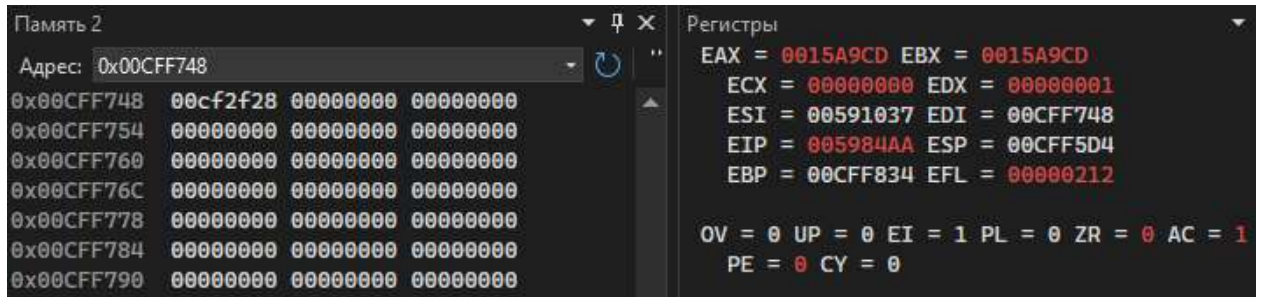 Память 2
Адрес: 0x00CFF748
0x00CFF748 00cf2f28 00000000 00000000
0x00CFF754 00000000 00000000 00000000
0x00CFF760 00000000 00000000 00000000
0x00CFF76C 00000000 00000000 00000000
0x00CFF778 00000000 00000000 00000000
0x00CFF784 00000000 00000000 00000000
0x00CFF790 00000000 00000000 00000000
Регистры
EAX = 0015A9CD EBX = 0015A9CD
ECX = 00000000 EDX = 00000001
ESI = 00591037 EDI = 00CFF748
EIP = 005984AA ESP = 00CFF5D4
EBP = 00CFF834 EFL = 00000212
OV = 0 UP = 0 EI = 1 PL = 0 ZR = 0 AC = 1
PE = 0 CY = 0